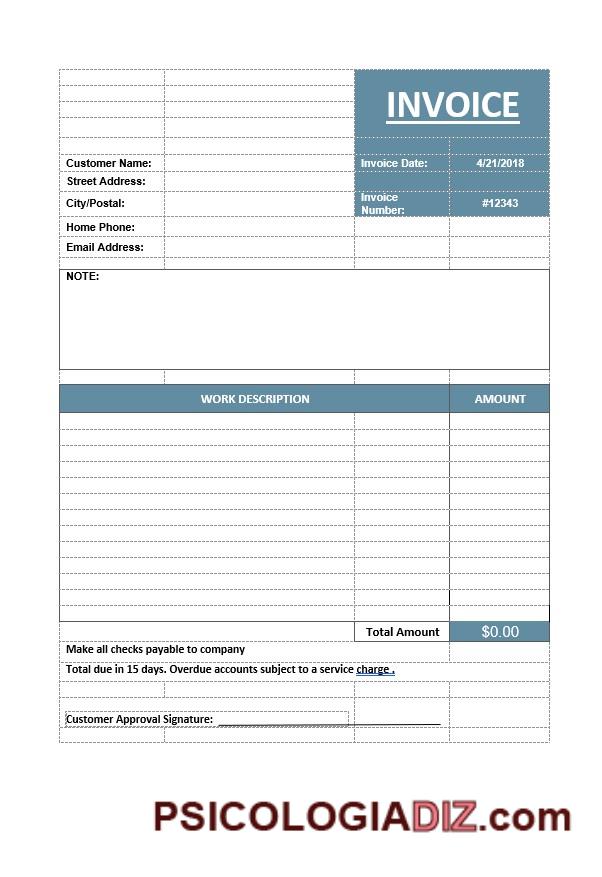 INVOICE
Customer Name:
Invoice Date: 4/21/2018
Street Address:
City/Postal:
Invoice
Number:
#12343
Home Phone:
Email Address:
NOTE:
WORK DESCRIPTION AMOUNT
Total Amount $0.00
Make all checks payable to company
Total due in 15 days. Overdue accounts subject to a service charge .
Customer Approval Signature:
PSICOLOGIADIZ.com